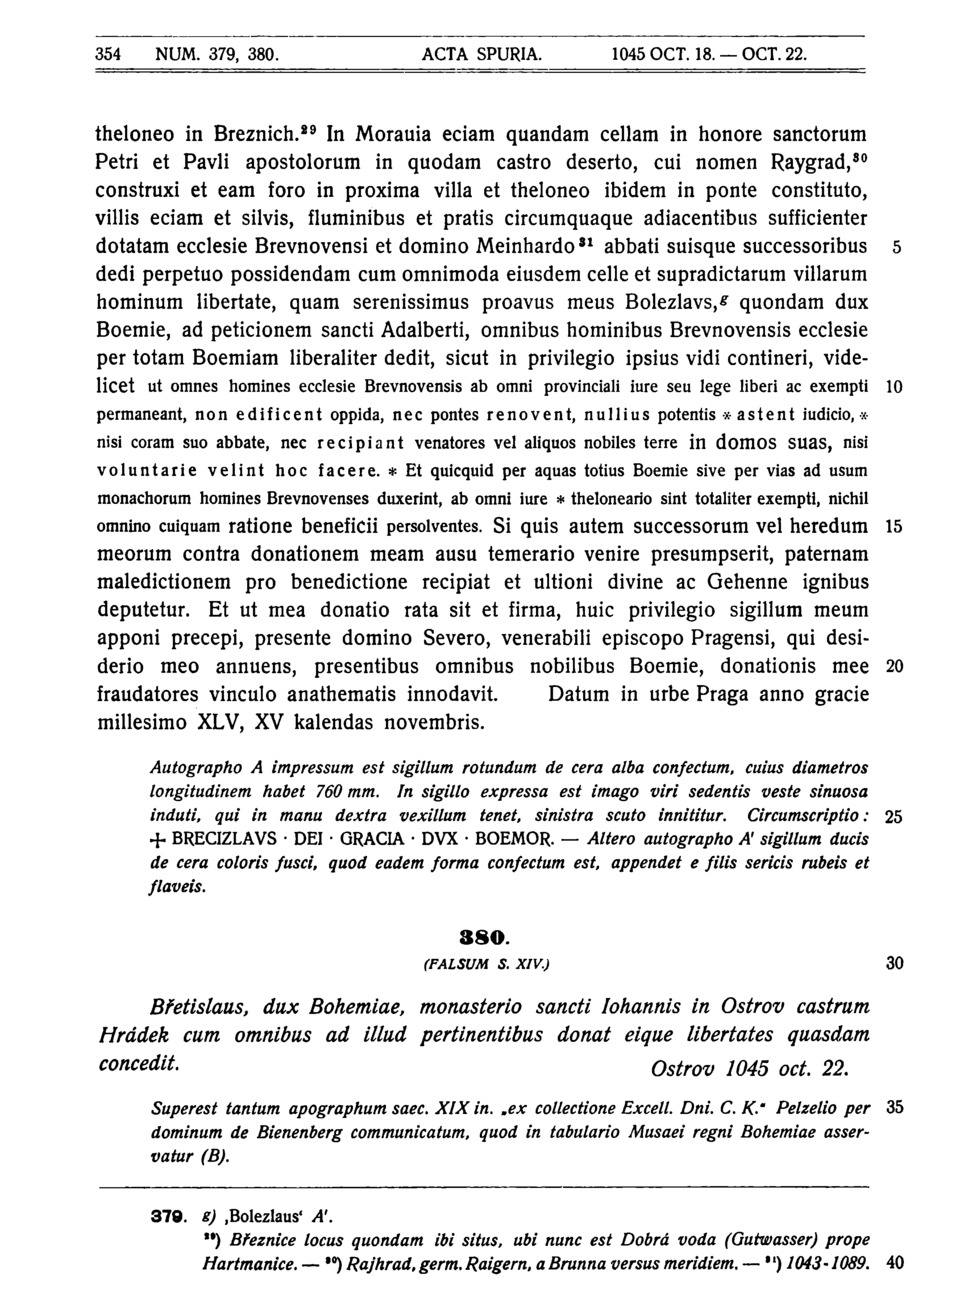 354 NUM. 379, 380. ACTA SPURIA. 1045 OCT. 18. — OCT. 22.
theloneo in Breznich.²⁹ In Morauia eciam quandam cellam in honore sanctorum
Petri et Pavli apostolorum in quodam castro deserto, cui nomen Raygrad,³⁰
construxi et eam foro in proxima villa et theloneo ibidem in ponte constituto,
villis eciam et silvis, fluminibus et pratis circumquaque adiacentibus sufficienter
dotatam ecclesie Brevnovensi et domino Meinhardo³¹ abbati suisque successoribus 5
dedi perpetuo possidendam cum omnimoda eiusdem celle et supradictarum villarum
hominum libertate, quam serenissimus proavus meus Bolezlavs,ᵍ quondam dux
Boemie, ad peticionem sancti Adalberti, omnibus hominibus Brevnovensis ecclesie
per totam Boemiam liberaliter dedit, sicut in privilegio ipsius vidi contineri, vide-
licet ut omnes homines ecclesie Brevnovensis ab omni provinciali iure seu lege liberi ac exempti 10
permaneant, non edificent oppida, nec pontes renovent, nullius potentis * astent iudicio, *
nisi coram suo abbate, nec recipiant venatores vel aliquos nobiles terre in domos suas, nisi
voluntarie velint hoc facere. * Et quicquid per aquas totius Boemie sive per vias ad usum
monachorum homines Brevnovenses duxerint, ab omni iure * theloneario sint totaliter exempti, nichil
omnino cuiquam ratione beneficii persolventes. Si quis autem successorum vel heredum 15
meorum contra donationem meam ausu temerario venire presumpserit, paternam
maledictionem pro benedictione recipiat et ultioni divine ac Gehenne ignibus
deputetur. Et ut mea donatio rata sit et firma, huic privilegio sigillum meum
apponi precepi, presente domino Severo, venerabili episcopo Pragensi, qui desi-
derio meo annuens, presentibus omnibus nobilibus Boemie, donationis mee 20
fraudatores vinculo anathematis innodavit. Datum in urbe Praga anno gracie
millesimo XLV, XV kalendas novembris.
Autographo A impressum est sigillum rotundum de cera alba confectum, cuius diametros
longitudinem habet 760 mm. In sigillo expressa est imago viri sedentis veste sinuosa
induti, qui in manu dextra vexillum tenet, sinistra scuto innititur. Circumscriptio: 25
✢ BRECIZLAVS · DEI · GRACIA · DVX · BOEMOR. — Altero autographo A' sigillum ducis
de cera coloris fusci, quod eadem forma confectum est, appendet e filis sericis rubeis et
flaveis.
380.
(FALSUM S. XIV.) 30
Břetislaus, dux Bohemiae, monasterio sancti Iohannis in Ostrov castrum
Hrádek cum omnibus ad illud pertinentibus donat eique libertates quasdam
concedit. Ostrov 1045 oct. 22.
Superest tantum apographum saec. XIX in. „ex collectione Excell. Dni. C. K.“ Pelzelio per 35
dominum de Bienenberg communicatum, quod in tabulario Musaei regni Bohemiae asser-
vatur (B).
379. g) ‚Bolezlaus‘ A'.
²⁹) Březnice locus quondam ibi situs, ubi nunc est Dobrá voda (Gutwasser) prope
Hartmanice. — ³⁰) Rajhrad, germ. Raigern, a Brunna versus meridiem. — ³¹) 1043-1089. 40